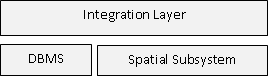 Integration Layer
DBMS
Spatial Subsystem